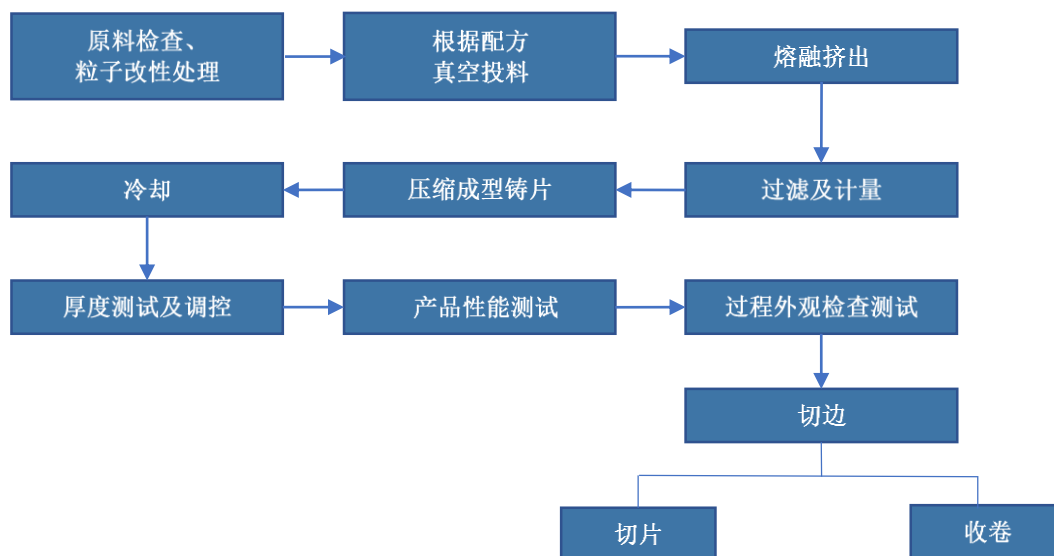 原料检查、
粒子改性处理
根据配方
真空投料
熔融挤出
过滤及计量
压缩成型铸片
冷却
厚度测试及调控
产品性能测试
过程外观检查测试
切边
切片
收卷